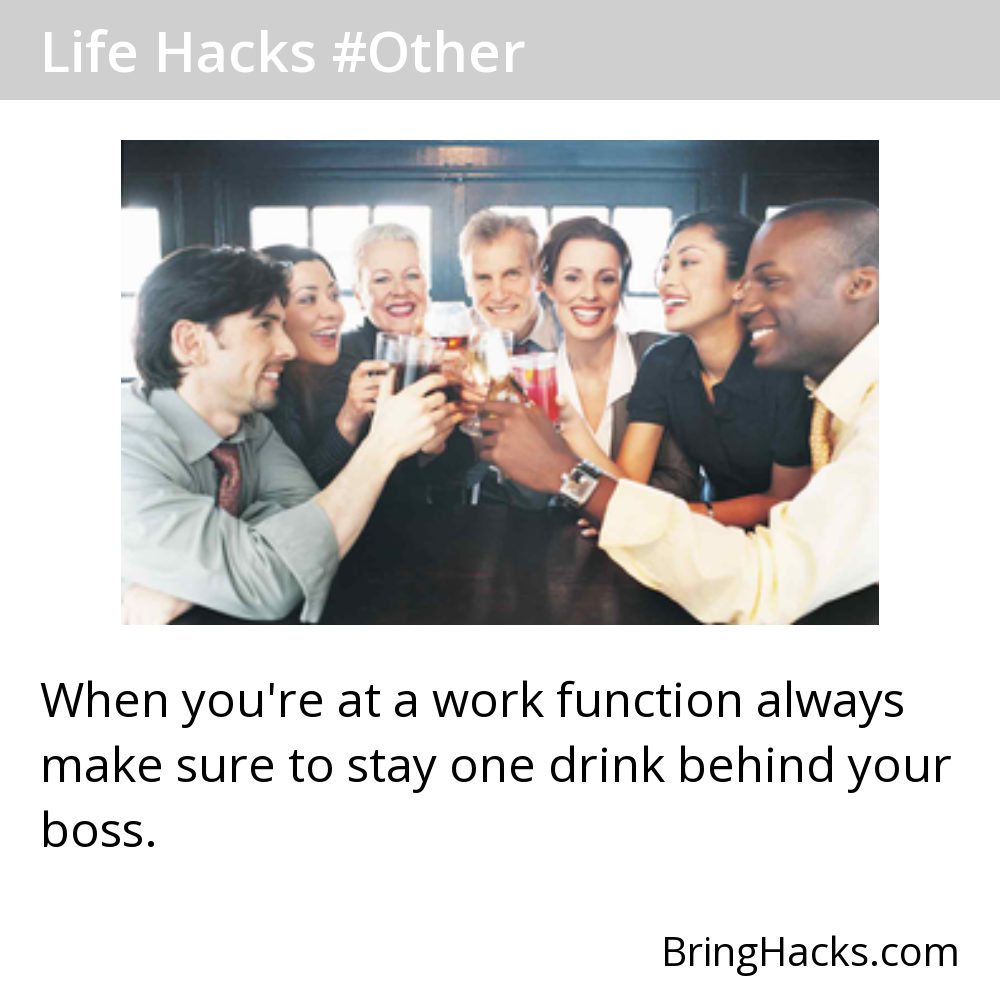 Life Hacks #Other
When you're at a work function always
make sure to stay one drink behind your
boss.
BringHacks.com